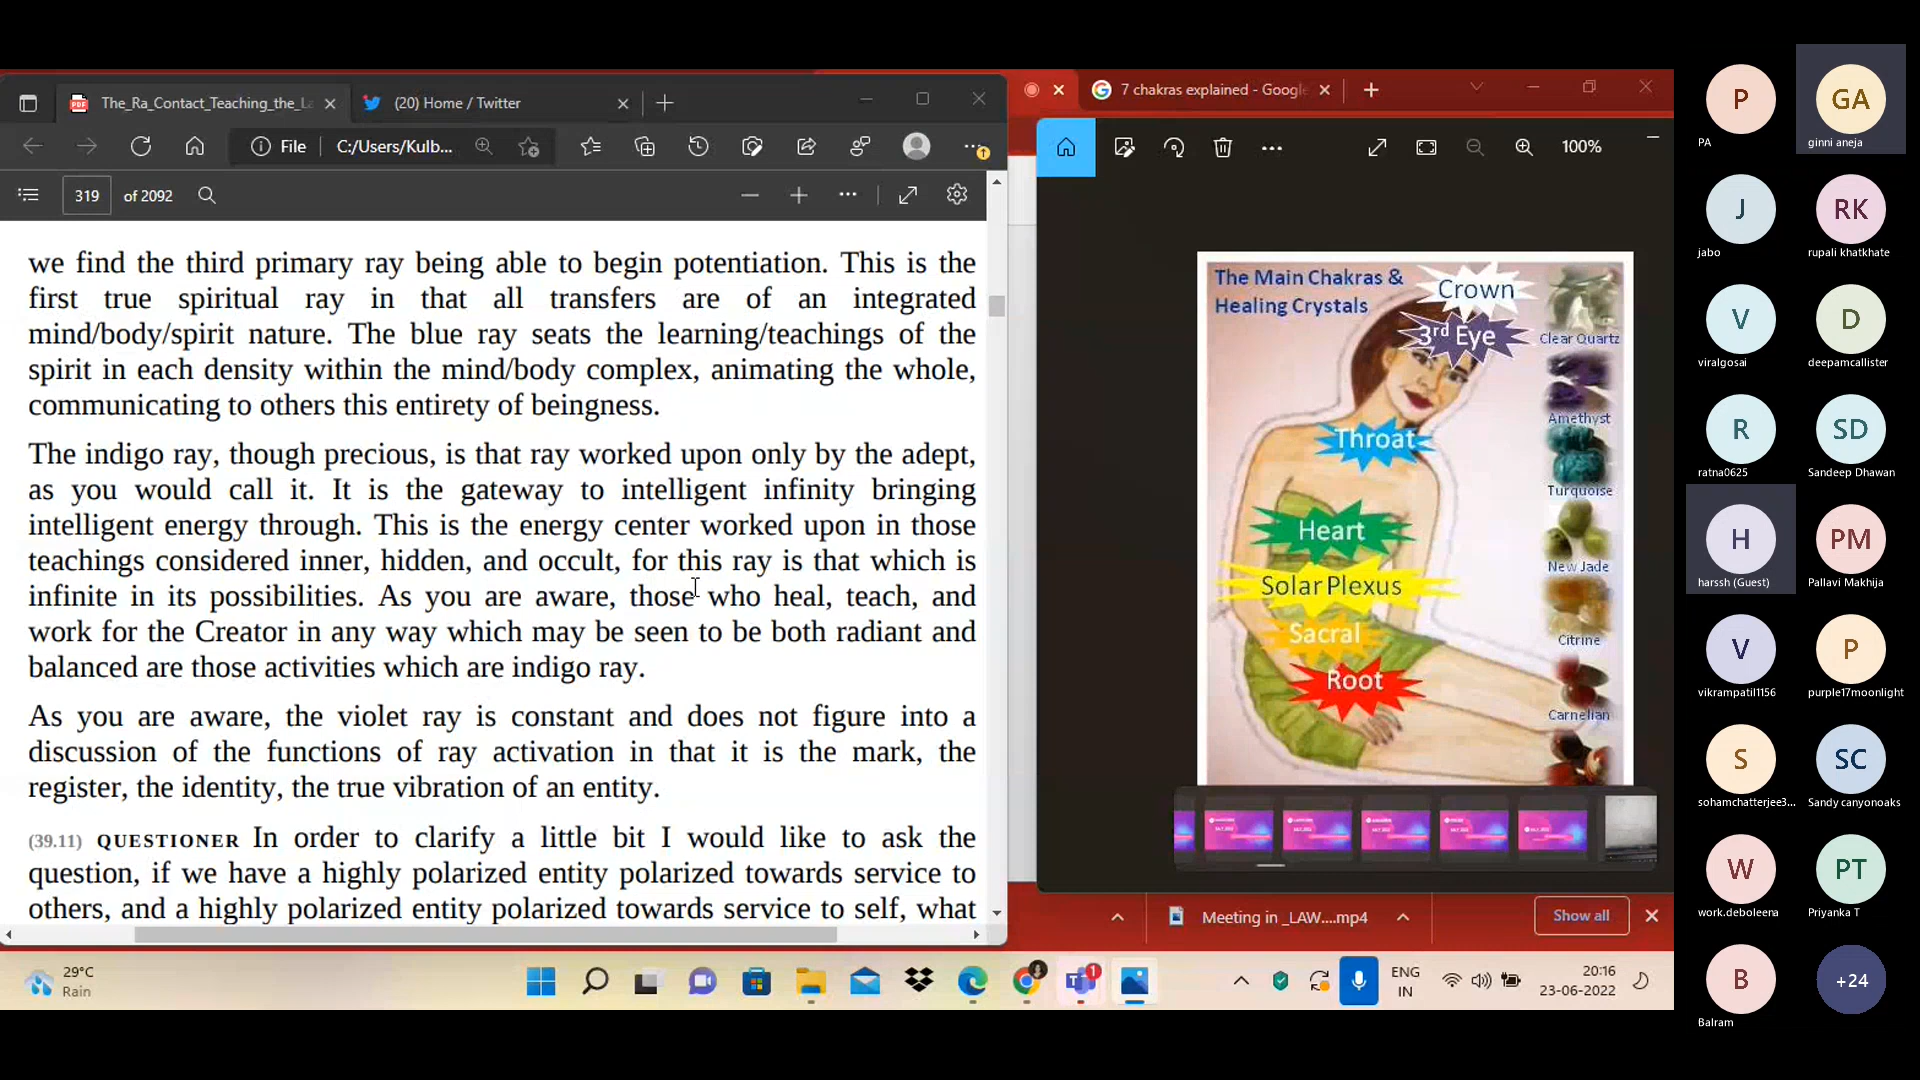 The_Ra_Contact_Teaching_the_La
(20) Home / Twitter
File
C:/Users/Kulb...
319
of 2092
we find the third primary ray being able to begin potentiation. This is the
first true spiritual ray in that all transfers are of an integrated
mind/body/spirit nature. The blue ray seats the learning/teachings of the
spirit in each density within the mind/body complex, animating the whole,
communicating to others this entirety of beingness.
The indigo ray, though precious, is that ray worked upon only by the adept,
as you would call it. It is the gateway to intelligent infinity bringing
intelligent energy through. This is the energy center worked upon in those
teachings considered inner, hidden, and occult, for this ray is that which is
infinite in its possibilities. As you are aware, those who heal, teach, and
work for the Creator in any way which may be seen to be both radiant and
balanced are those activities which are indigo ray.
As you are aware, the violet ray is constant and does not figure into a
discussion of the functions of ray activation in that it is the mark, the
register, the identity, the true vibration of an entity.
(39.11) QUESTIONER In order to clarify a little bit I would like to ask the
question, if we have a highly polarized entity polarized towards service to
others, and a highly polarized entity polarized towards service to self, what
7 chakras explained - Google
100%
The Main Chakras &
Healing Crystals
Crown
3rd Eye
Throat
Heart
Solar Plexus
Sacral
Root
Clear Quartz
Amethyst
Turquoise
New Jade
Citrine
Carnelian
Meeting in _LAW....mp4
Show all
29°C
Rain
1
ENG
IN
20:16
23-06-2022
P
PA
GA
ginni aneja
J
jabo
RK
rupali khatkhate
V
viralgosai
D
deepamcallister
R
ratna0625
SD
Sandeep Dhawan
H
harssh (Guest)
PM
Pallavi Makhija
V
vikrampatil1156
P
purple17moonlight
S
sohamchatterjee3...
SC
Sandy canyonoaks
W
work.deboleena
PT
Priyanka T
B
Balram
+24